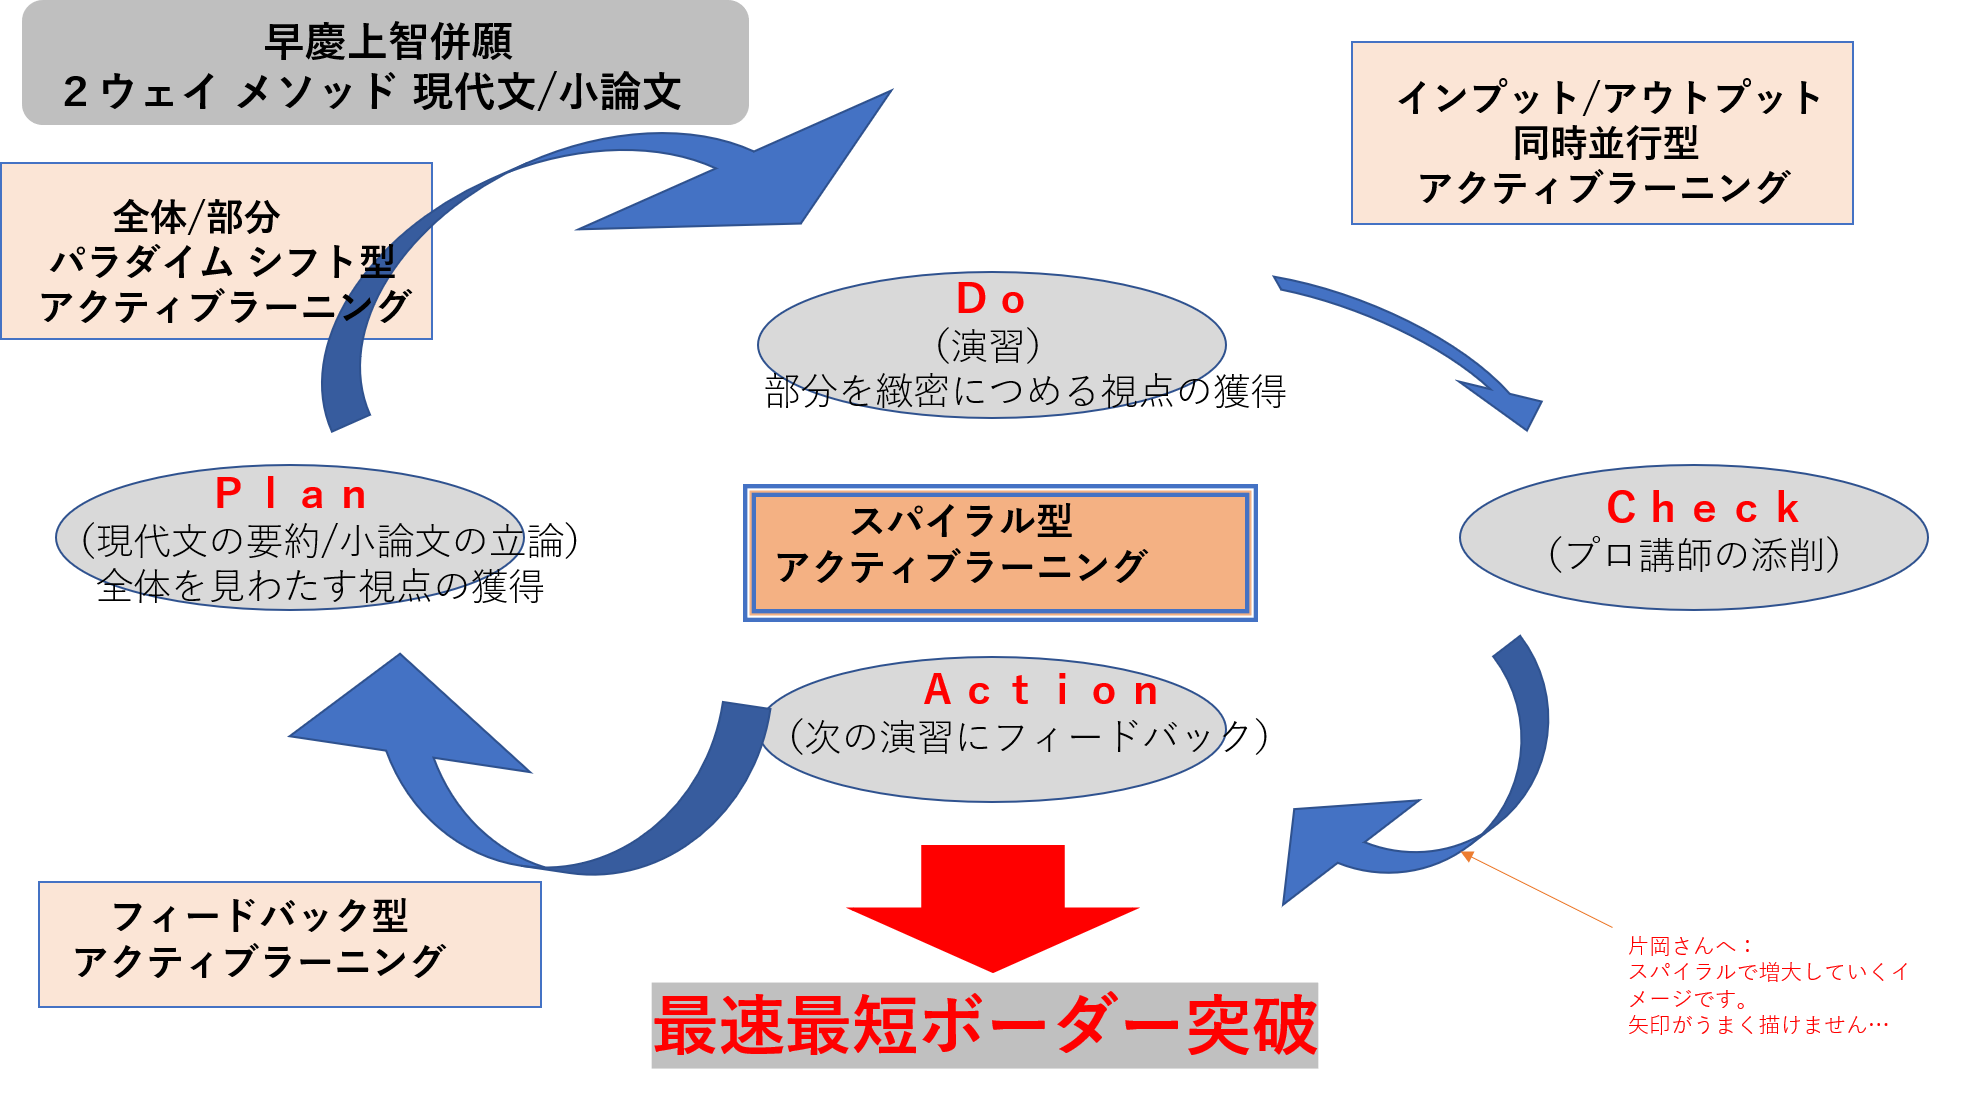 早慶上智併願
２ウェイ メソッド 現代文/小論文
インプット/アウトプット
同時並行型
アクティブラーニング
全体/部分
パラダイム シフト型
アクティブラーニング
Ｄｏ
（演習）
部分を緻密につめる視点の獲得
Ｐｌａｎ
（現代文の要約/小論文の立論）
全体を見わたす視点の獲得
スパイラル型
アクティブラーニング
Ｃｈｅｃｋ
（プロ講師の添削）
Ａｃｔｉｏｎ
（次の演習にフィードバック）
フィードバック型
アクティブラーニング
片岡さんへ：
スパイラルで増大していくイ
メージです。
矢印がうまく描けません…
最速最短ボーダー突破